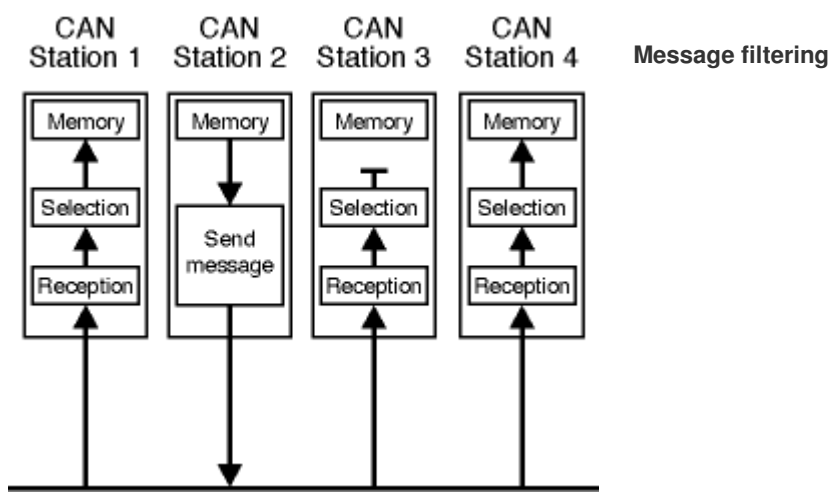 CAN Station 1
CAN Station 2
CAN Station 3
CAN Station 4
Message filtering
Memory
Selection
Reception
Memory
Send
message
Memory
Selection
Reception
Memory
Selection
Reception